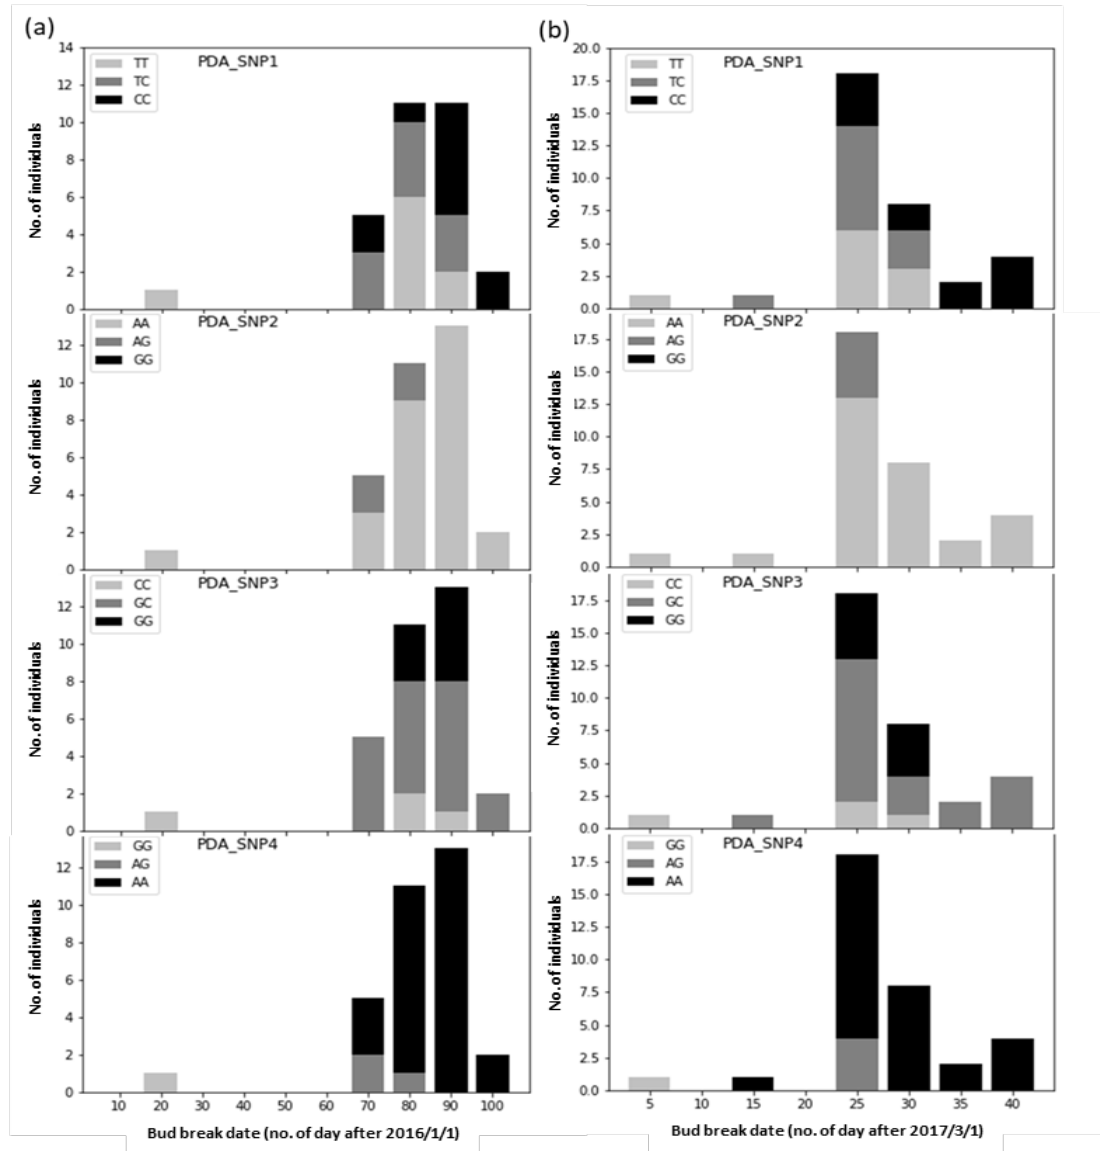 (a)
PDA_SNP1
TT
TC
CC
14
12
10
8
6
4
2
0
No. of individuals
PDA_SNP2
AA
AG
GG
12
10
8
6
4
2
0
No. of individuals
PDA_SNP3
CC
GC
GG
12
10
8
6
4
2
0
No. of individuals
PDA_SNP4
GG
AG
AA
12
10
8
6
4
2
0
No. of individuals
10 20 30 40 50 60 70 80 90 100
Bud break date (no. of day after 2016/1/1)
(b)
PDA_SNP1
TT
TC
CC
20.0
17.5
15.0
12.5
10.0
7.5
5.0
2.5
0.0
No. of individuals
PDA_SNP2
AA
AG
GG
17.5
15.0
12.5
10.0
7.5
5.0
2.5
0.0
No. of individuals
PDA_SNP3
CC
GC
GG
17.5
15.0
12.5
10.0
7.5
5.0
2.5
0.0
No. of individuals
PDA_SNP4
GG
AG
AA
17.5
15.0
12.5
10.0
7.5
5.0
2.5
0.0
No. of individuals
5 10 15 20 25 30 35 40
Bud break date (no. of day after 2017/3/1)